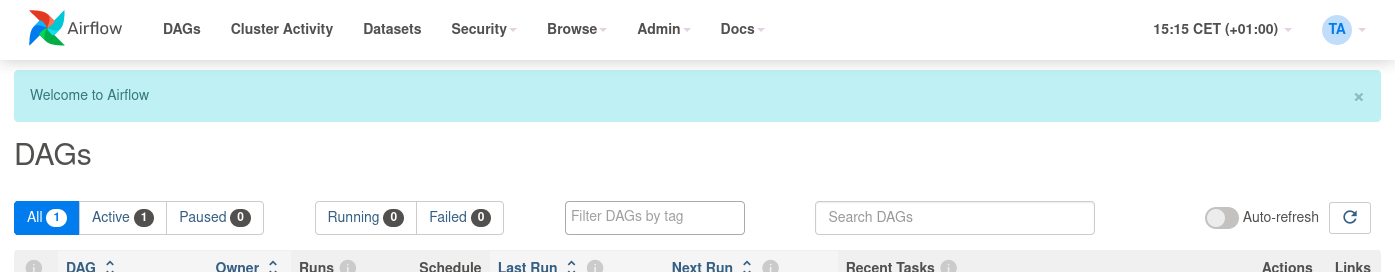 Airflow DAGs Cluster Activity Datasets Security Browse Admin Docs 15:15 CET (+01:00) TA
Welcome to Airflow ×
DAGs
All 1 Active 1 Paused 0 Running 0 Failed 0 Filter DAGs by tag Search DAGs Auto-refresh
i DAG Owner Runs i Schedule Last Run i Next Run i Recent Tasks i Actions Links